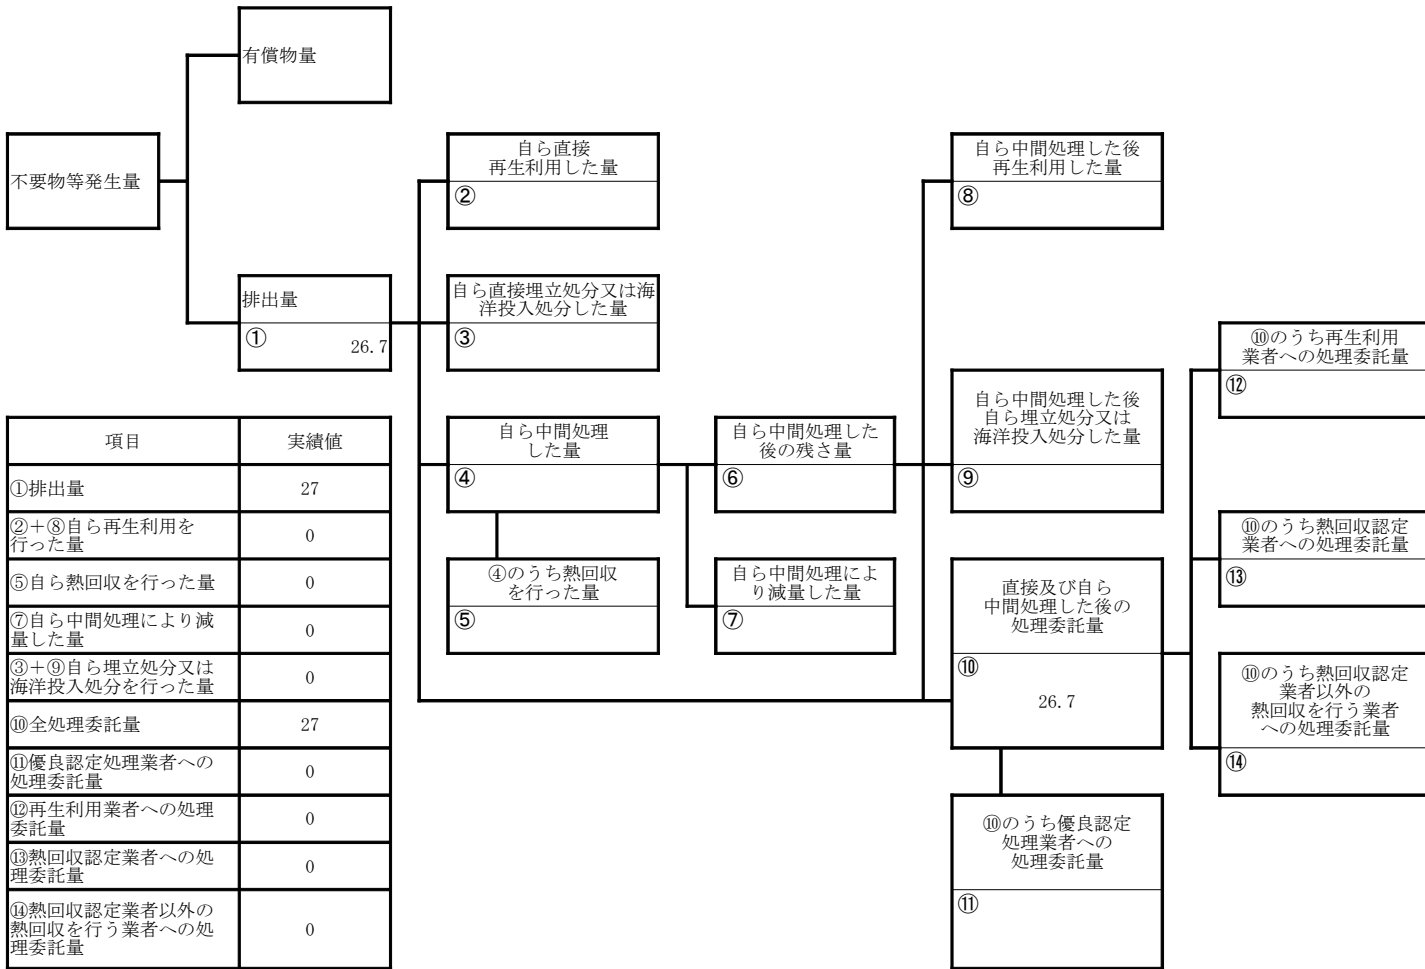 有償物量
不要物等発生量
自ら直接
再生利用した量
②
自ら中間処理した後
再生利用した量
⑧
排出量
①
26.7
自ら直接埋立処分又は海
洋投入処分した量
③
⑩のうち再生利用
業者への処理委託量
⑫
自ら中間処理
した量
④
自ら中間処理した
後の残さ量
⑥
自ら中間処理した後
自ら埋立処分又は
海洋投入処分した量
⑨
④のうち熱回収
を行った量
⑤
自ら中間処理によ
り減量した量
⑦
直接及び自ら
中間処理した後の
処理委託量
⑩
26.7
⑩のうち熱回収認定
業者への処理委託量
⑬
⑩のうち熱回収認定
業者以外の
熱回収を行う業者
への処理委託量
⑭
⑩のうち優良認定
処理業者への
処理委託量
⑪
項目 実績値
①排出量 27
②+⑧自ら再生利用を
行った量 0
⑤自ら熱回収を行った量 0
⑦自ら中間処理により減
量した量 0
③+⑨自ら埋立処分又は
海洋投入処分を行った量 0
⑩全処理委託量 27
⑪優良認定処理業者への
処理委託量 0
⑫再生利用業者への処理
委託量 0
⑬熱回収認定業者への処
理委託量 0
⑭熱回収認定業者以外の
熱回収を行う業者への処
理委託量 0